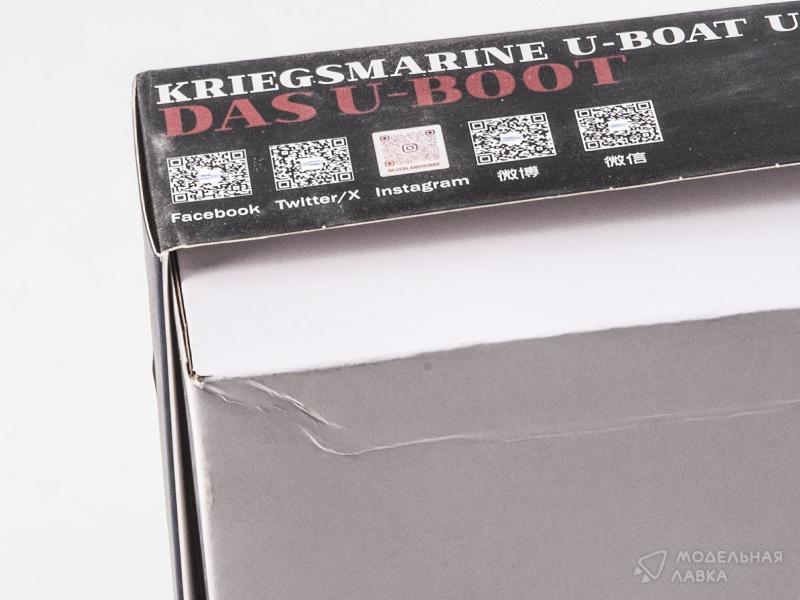 KRIEGSMARINE U-BOAT U
DAS U-BOOT
Facebook
Twitter/X
Instagram
微博
微信
МОДЕЛЬНАЯ
ЛАВКА